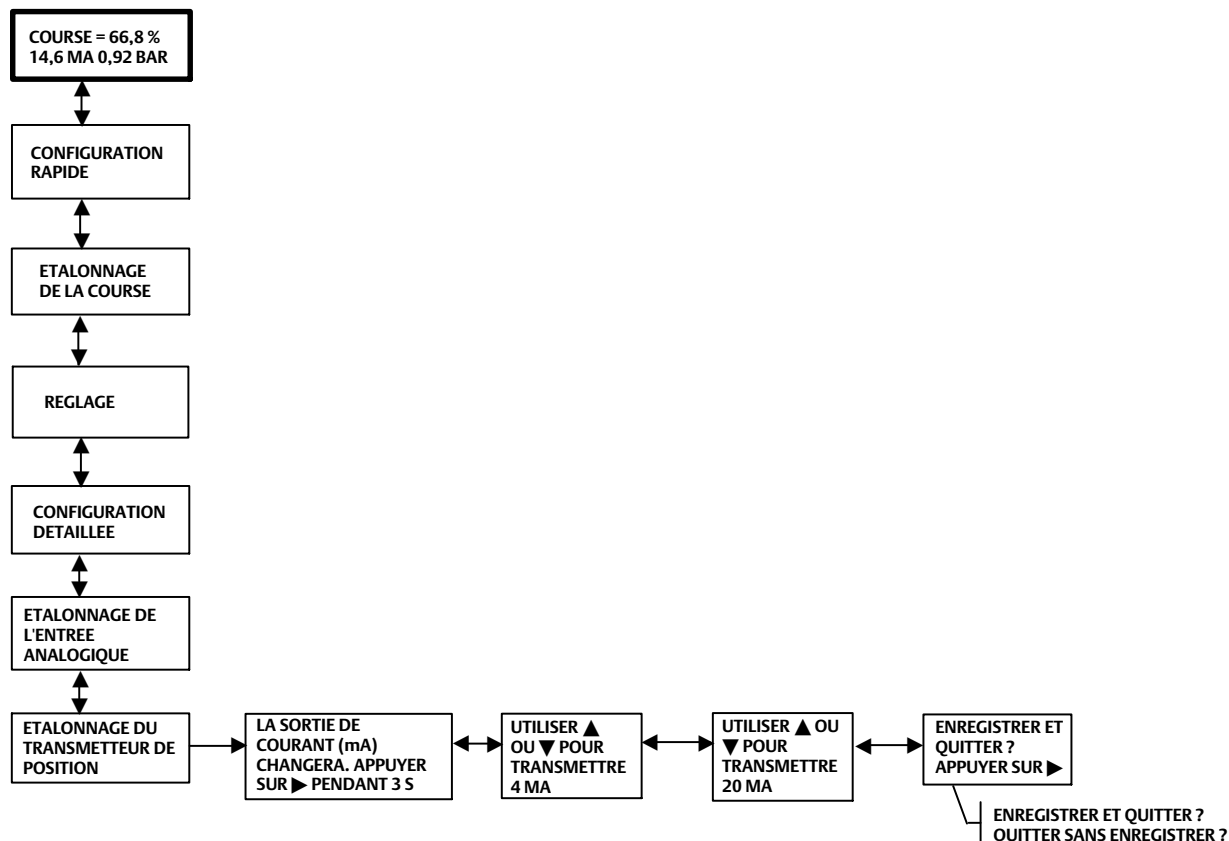 COURSE = 66,8 %
14,6 MA 0,92 BAR
CONFIGURATION
RAPIDE
ETALONNAGE
DE LA COURSE
REGLAGE
CONFIGURATION
DETAILLEE
ETALONNAGE DE
L'ENTREE
ANALOGIQUE
ETALONNAGE DU
TRANSMETTEUR DE
POSITION
LA SORTIE DE
COURANT (mA)
CHANGERA. APPUYER
SUR ▶ PENDANT 3 S
UTILISER ▲
OU ▼ POUR
TRANSMETTRE
4 MA
UTILISER ▲ OU
▼ POUR
TRANSMETTRE
20 MA
ENREGISTRER ET
QUITTER ?
APPUYER SUR ▶
ENREGISTRER ET QUITTER ?
QUITTER SANS ENREGISTRER ?